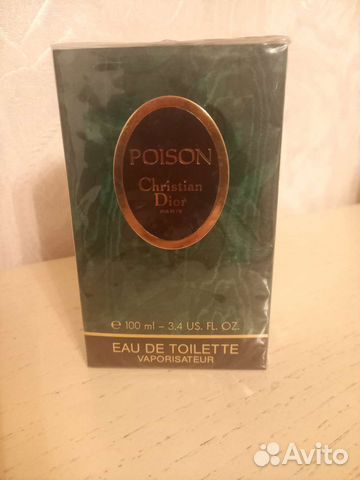 POISON
Christian
Dior
PARIS
℮ 100 ml – 3,4 US. FL. OZ.
EAU DE TOILETTE
VAPORISATEUR
Avito